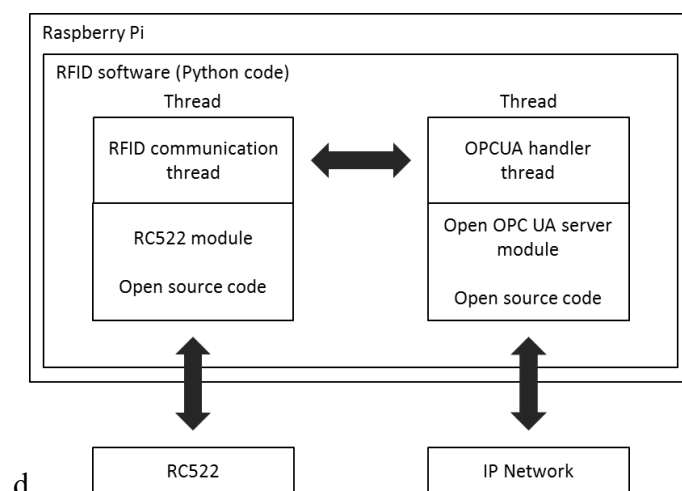 Raspberry Pi
RFID software (Python code)
Thread
RFID communication
thread
RC522 module
Open source code
Thread
OPCUA handler
thread
Open OPC UA server
module
Open source code
RC522
IP Network
d